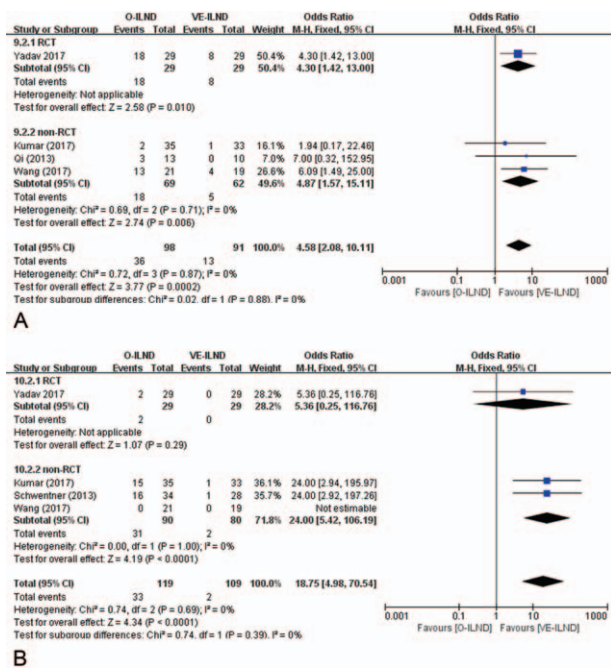 O-ILND VE-ILND Odds Ratio Odds Ratio
Study or Subgroup Events Total Events Total Weight M-H, Fixed, 95% CI M-H, Fixed, 95% CI
9.2.1 RCT
Yadav 2017 18 29 8 29 50.4% 4.30 [1.42, 13.00]
Subtotal (95% CI) 29 29 50.4% 4.30 [1.42, 13.00]
Total events 18 8
Heterogeneity: Not applicable
Test for overall effect: Z = 2.58 (P = 0.010)
9.2.2 non-RCT
Kumar (2017) 2 35 1 33 16.1% 1.94 [0.17, 22.46]
Qi (2013) 3 13 0 10 7.0% 7.00 [0.32, 152.95]
Wang (2017) 13 21 4 19 26.6% 6.09 [1.49, 25.00]
Subtotal (95% CI) 69 62 49.6% 4.87 [1.57, 15.11]
Total events 18 5
Heterogeneity: Chi² = 0.69, df = 2 (P = 0.71); I² = 0%
Test for overall effect: Z = 2.74 (P = 0.006)
Total (95% CI) 98 91 100.0% 4.58 [2.08, 10.11]
Total events 36 13
Heterogeneity: Chi² = 0.72, df = 3 (P = 0.87); I² = 0%
Test for overall effect: Z = 3.77 (P = 0.0002)
Test for subgroup differences: Chi² = 0.02, df = 1 (P = 0.88), I² = 0%
0.001 0.1 1 10 1000
Favours [O-ILND] Favours [VE-ILND]
A
O-ILND VE-ILND Odds Ratio Odds Ratio
Study or Subgroup Events Total Events Total Weight M-H, Fixed, 95% CI M-H, Fixed, 95% CI
10.2.1 RCT
Yadav 2017 2 29 0 29 28.2% 5.36 [0.25, 116.76]
Subtotal (95% CI) 29 29 28.2% 5.36 [0.25, 116.76]
Total events 2 0
Heterogeneity: Not applicable
Test for overall effect: Z = 1.07 (P = 0.29)
10.2.2 non-RCT
Kumar (2017) 15 35 1 33 36.1% 24.00 [2.94, 195.97]
Schwentner (2013) 16 34 1 28 35.7% 24.00 [2.92, 197.26]
Wang (2017) 0 21 0 19 Not estimable
Subtotal (95% CI) 90 80 71.8% 24.00 [5.42, 106.19]
Total events 31 2
Heterogeneity: Chi² = 0.00, df = 1 (P = 1.00); I² = 0%
Test for overall effect: Z = 4.19 (P < 0.0001)
Total (95% CI) 119 109 100.0% 18.75 [4.98, 70.54]
Total events 33 2
Heterogeneity: Chi² = 0.74, df = 2 (P = 0.69); I² = 0%
Test for overall effect: Z = 4.34 (P < 0.0001)
Test for subgroup differences: Chi² = 0.74, df = 1 (P = 0.39), I² = 0%
0.001 0.1 1 10 1000
Favours [O-ILND] Favours [VE-ILND]
B